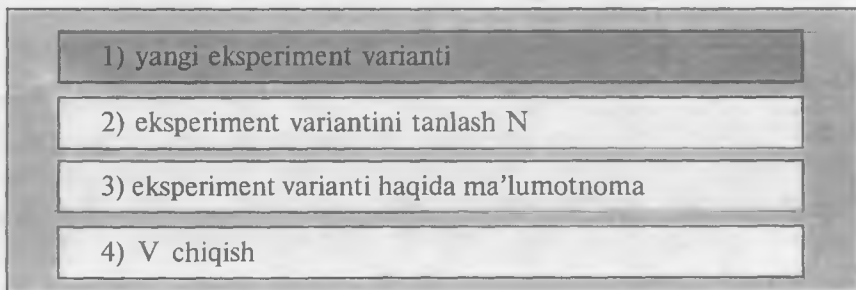 1) yangi eksperiment varianti
2) eksperiment variantini tanlash N
3) eksperiment varianti haqida ma’lumotnoma
4) V chiqish